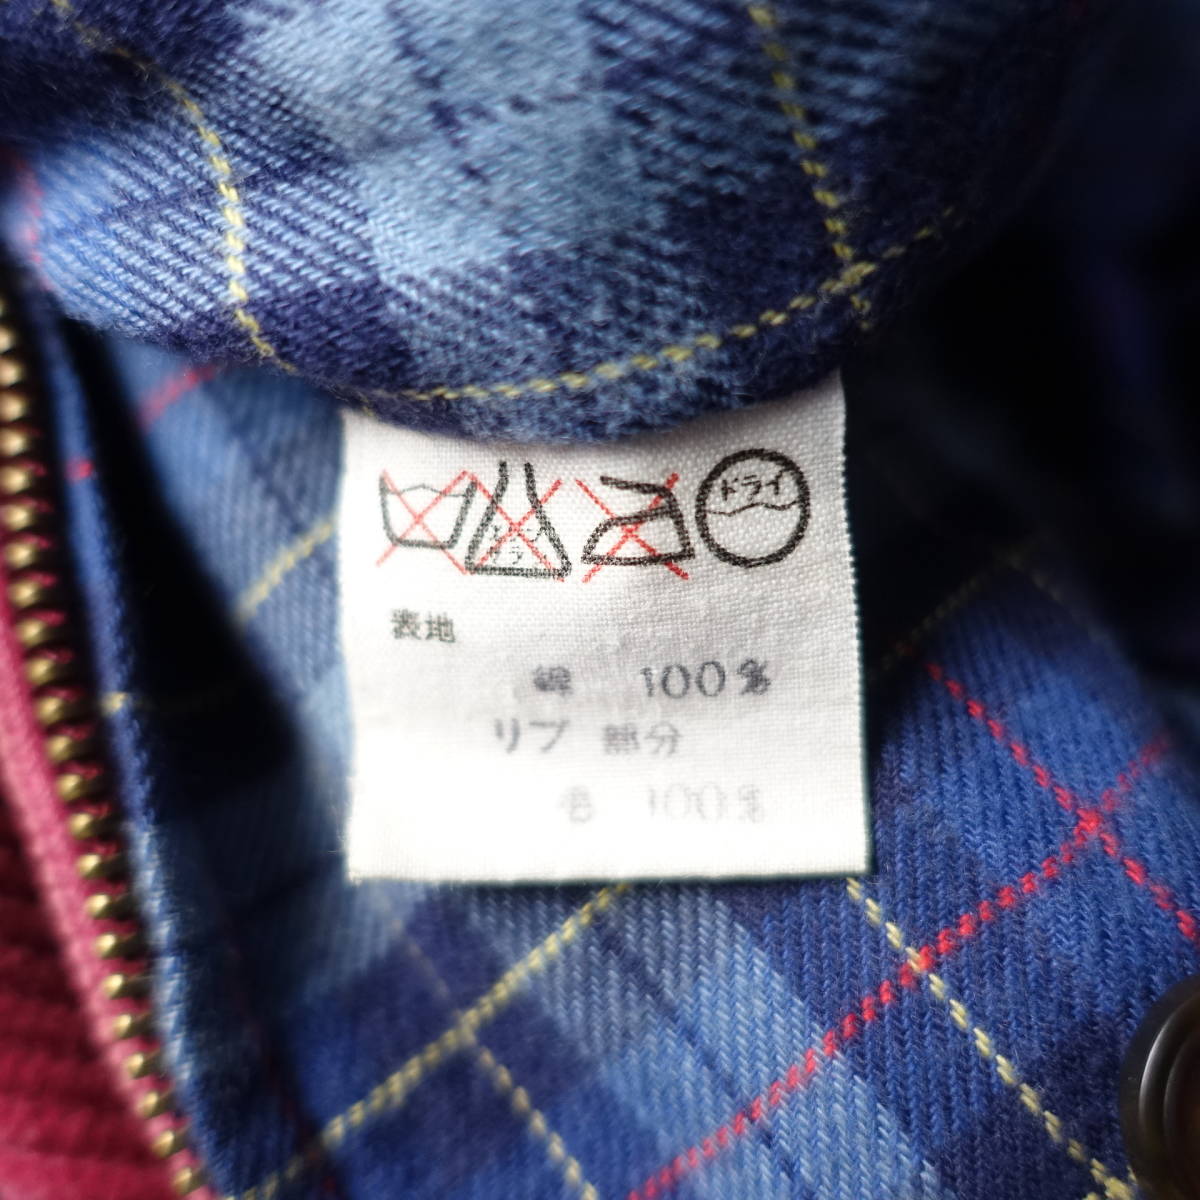 ドライ
表地
綿 100%
リブ 部分
毛 100%